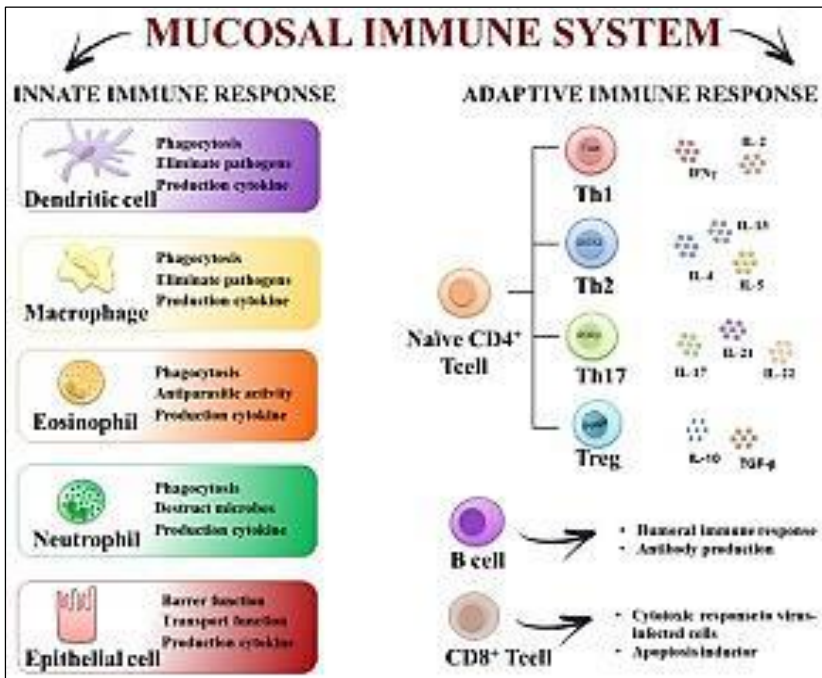 MUCOSAL IMMUNE SYSTEM
INNATE IMMUNE RESPONSE
Dendritic cell
Phagocytosis
Eliminate pathogens
Production cytokine
Macrophage
Phagocytosis
Eliminate pathogens
Production cytokine
Eosinophil
Phagocytosis
Antiparasitic activity
Production cytokine
Neutrophil
Phagocytosis
Destruct microbes
Production cytokine
Epithelial cell
Barrer function
Transport function
Production cytokine
ADAPTIVE IMMUNE RESPONSE
Naïve CD4⁺
Tcell
Th1
IFNγ
IL-2
Th2
IL-4
IL-13
IL-5
Th17
IL-17
IL-21
IL-22
Treg
IL-10
TGF-β
B cell
• Humoral immune response
• Antibody production
CD8⁺ Tcell
• Cytotoxic response to virus-
infected cells
• Apoptosis inductor